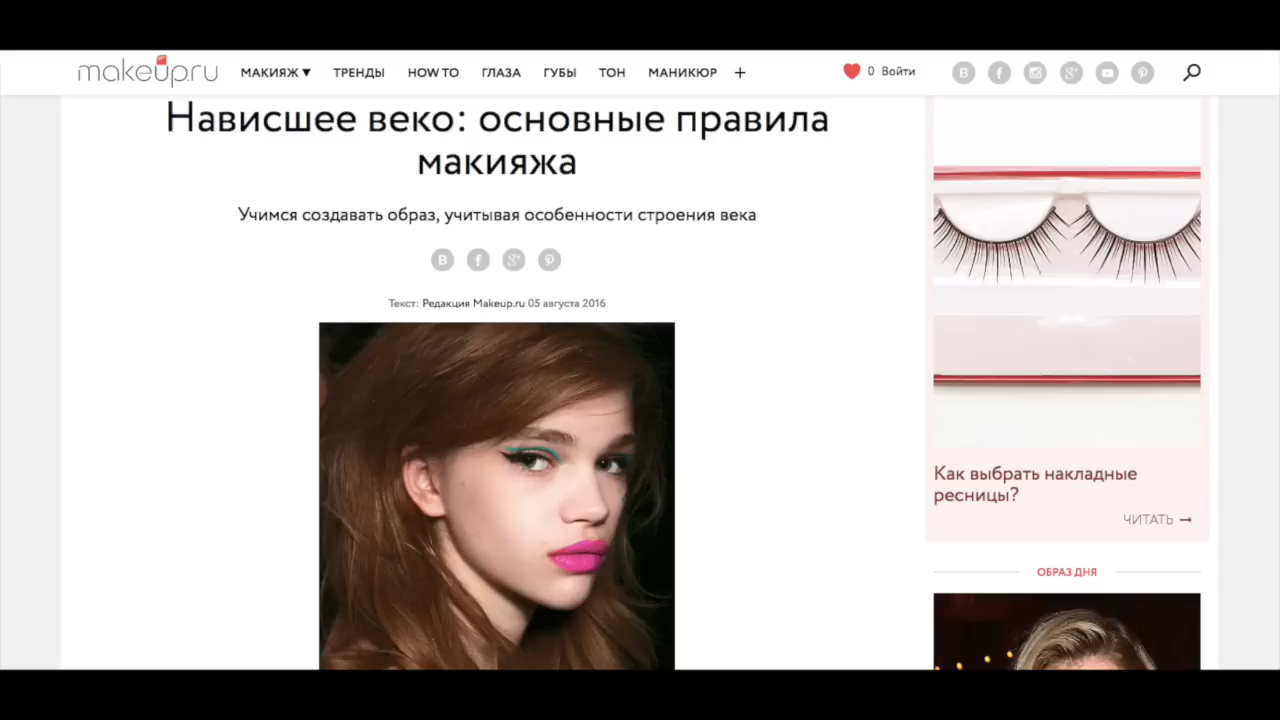 makeup.ru
МАКИЯЖ ▼ ТРЕНДЫ HOW TO ГЛАЗА ГУБЫ ТОН МАНИКЮР +
0 Войти
Нависшее веко: основные правила
макияжа
Учимся создавать образ, учитывая особенности строения века
Текст: Редакция Makeup.ru 05 августа 2016
Как выбрать накладные
ресницы?
ЧИТАТЬ →
ОБРАЗ ДНЯ